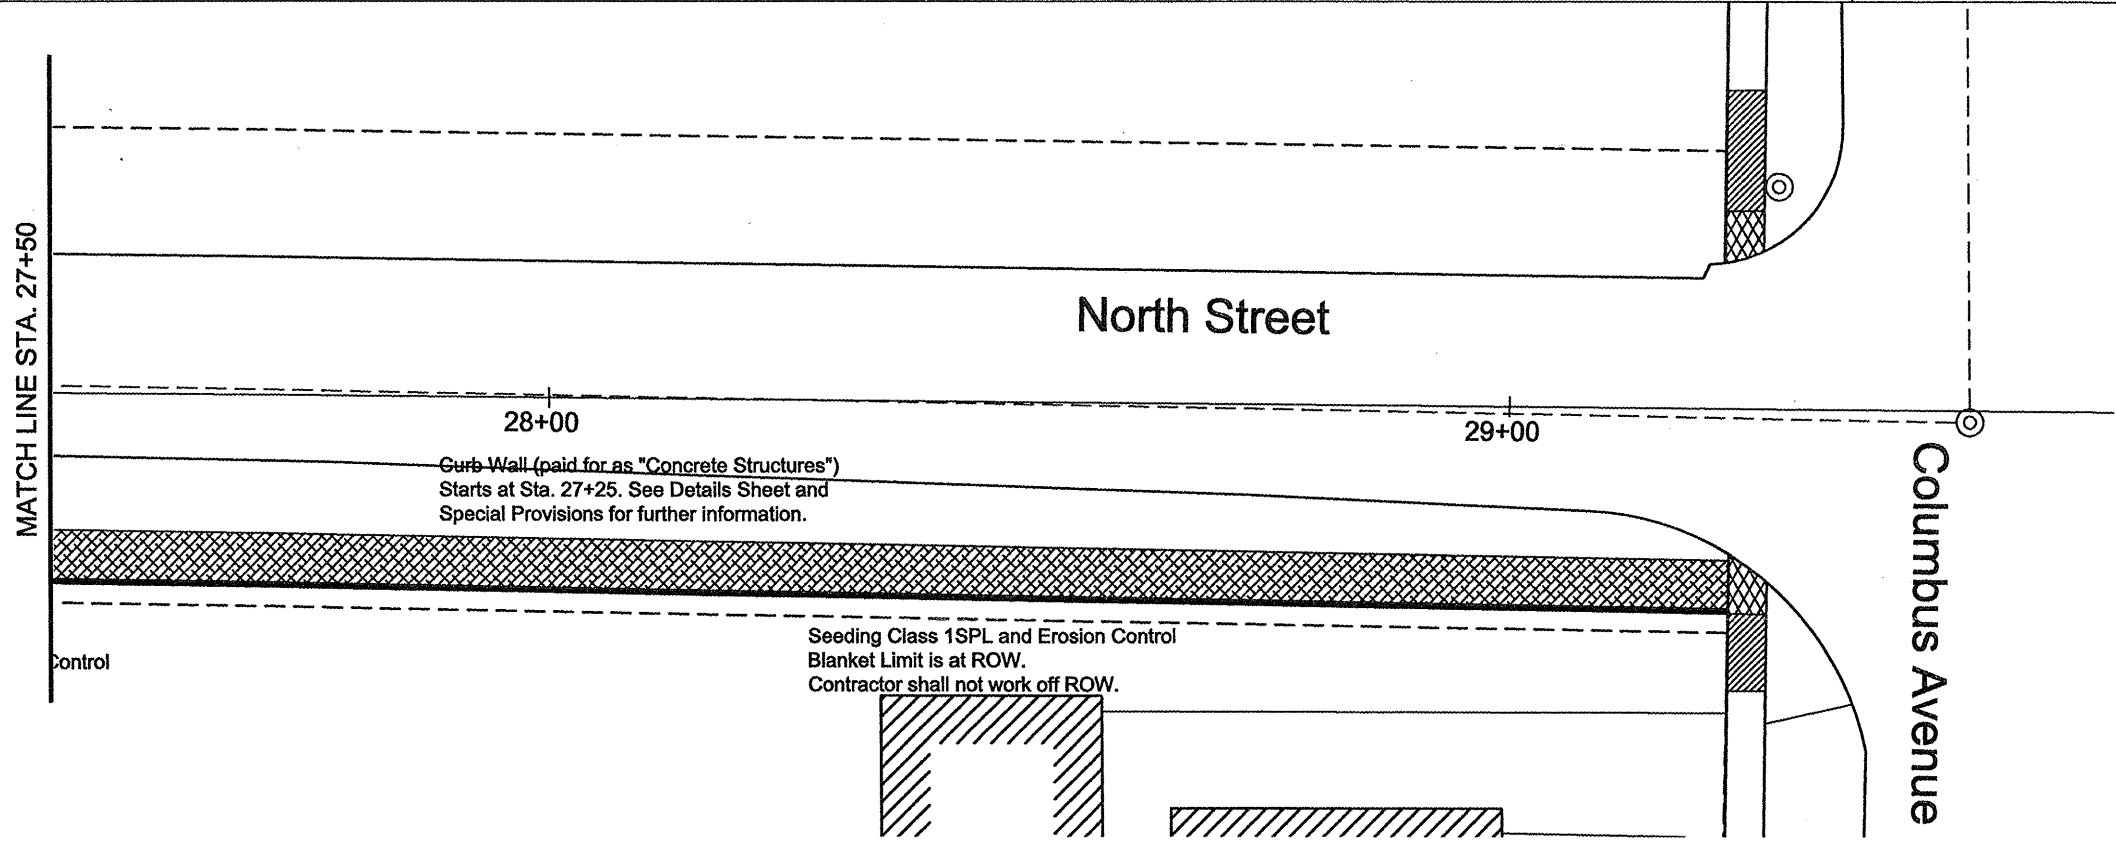 MATCH LINE STA. 27+50
North Street
28+00
29+00
Curb Wall (paid for as "Concrete Structures")
Starts at Sta. 27+25. See Details Sheet and
Special Provisions for further information.
Columbus Avenue
Seeding Class 1SPL and Erosion Control
Blanket Limit is at ROW.
Contractor shall not work off ROW.
Control